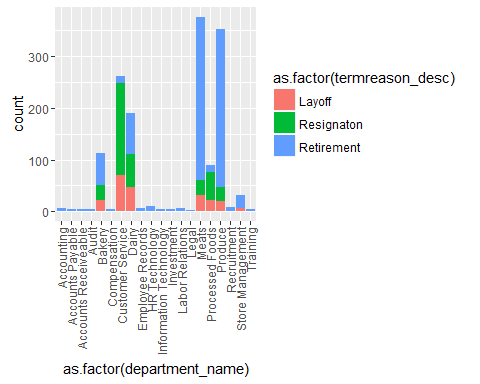 300
200
100
0
count
Accounting
Accounts Payable
Accounts Receiveable
Audit
Bakery
Compensation
Customer Service
Dairy
Employee Records
HR Technology
Information Technology
Investment
Labor Relations
Legal
Meats
Processed Foods
Produce
Recruitment
Store Management
Training
as.factor(department_name)
as.factor(termreason_desc)
Layoff
Resignaton
Retirement